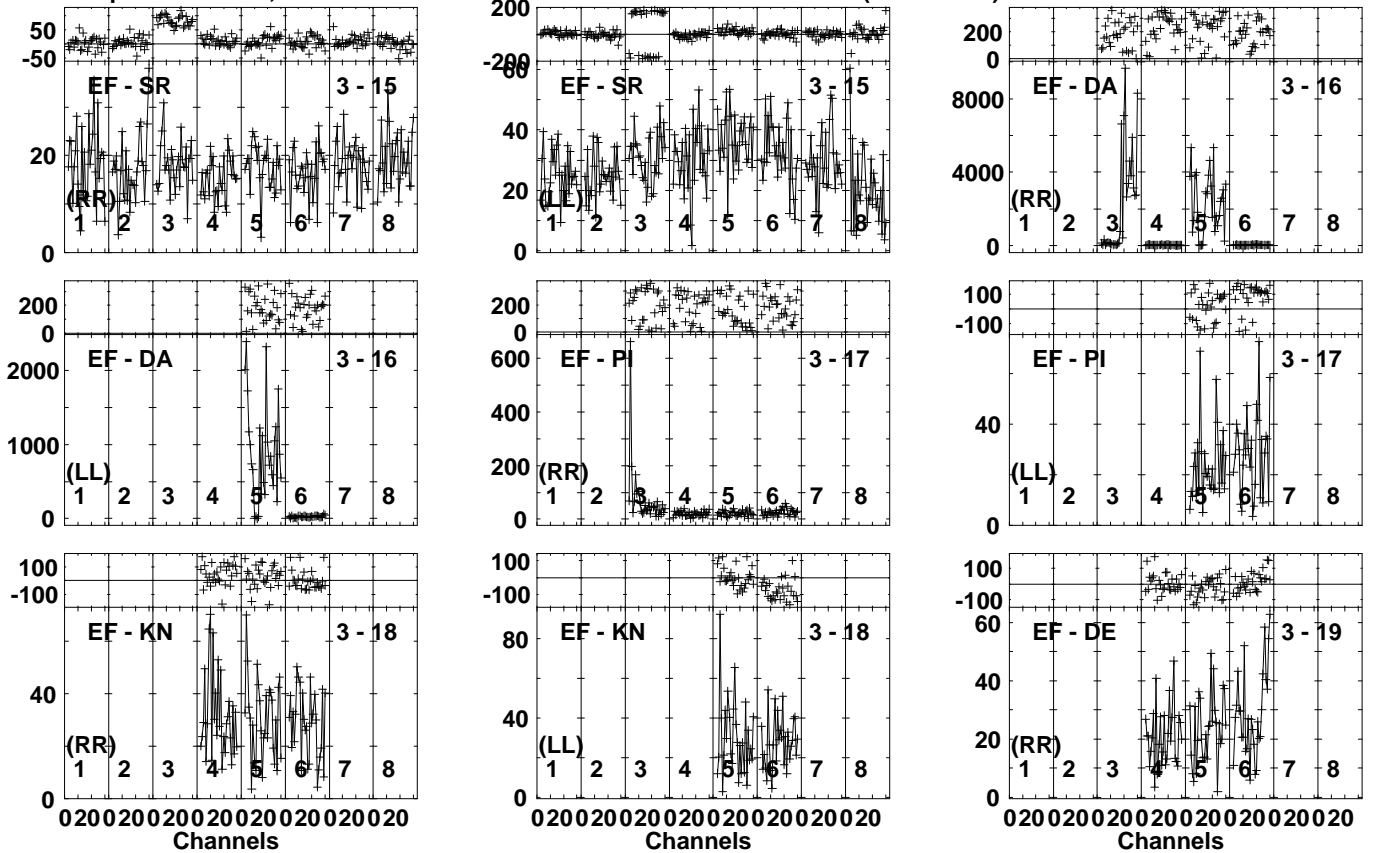 50
-50
EF - SR 3 - 15
20
(RR)
1 2 3 4 5 6 7 8
0
200
-200
60
EF - SR 3 - 15
40
20
(LL)
1 2 3 4 5 6 7 8
0
200
0
EF - DA 3 - 16
8000
4000
(RR)
1 2 3 4 5 6 7 8
0
200
0
EF - DA 3 - 16
2000
1000
(LL)
1 2 3 4 5 6 7 8
0
200
0
EF - PI 3 - 17
600
400
200
(RR)
1 2 3 4 5 6 7 8
0
100
-100
EF - PI 3 - 17
40
(LL)
1 2 3 4 5 6 7 8
0
100
-100
EF - KN 3 - 18
40
(RR)
1 2 3 4 5 6 7 8
0
0 20 0 20 0 20 0 20 0 20 0 20 0 20 0 20
Channels
100
-100
EF - KN 3 - 18
80
40
(LL)
1 2 3 4 5 6 7 8
0
0 20 0 20 0 20 0 20 0 20 0 20 0 20 0 20
Channels
100
-100
EF - DE 3 - 19
60
40
20
(RR)
1 2 3 4 5 6 7 8
0
0 20 0 20 0 20 0 20 0 20 0 20 0 20 0 20
Channels